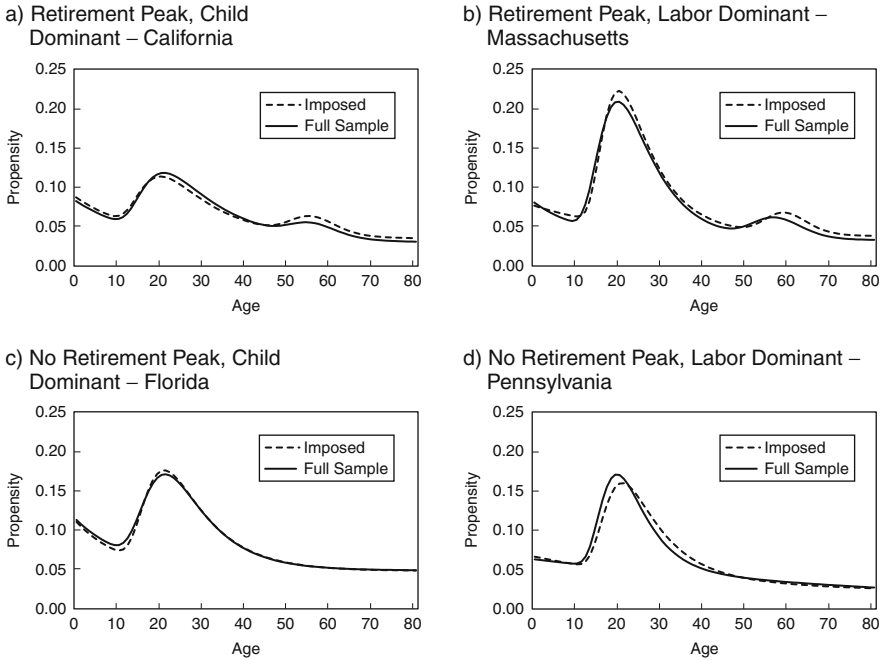 a) Retirement Peak, Child
Dominant – California
0.25
0.20
0.15
0.10
0.05
0.00
Propensity
Imposed
Full Sample
0 10 20 30 40 50 60 70 80
Age
b) Retirement Peak, Labor Dominant –
Massachusetts
0.25
0.20
0.15
0.10
0.05
0.00
Propensity
Imposed
Full Sample
0 10 20 30 40 50 60 70 80
Age
c) No Retirement Peak, Child
Dominant – Florida
0.25
0.20
0.15
0.10
0.05
0.00
Propensity
Imposed
Full Sample
0 10 20 30 40 50 60 70 80
Age
d) No Retirement Peak, Labor Dominant –
Pennsylvania
0.25
0.20
0.15
0.10
0.05
0.00
Propensity
Imposed
Full Sample
0 10 20 30 40 50 60 70 80
Age